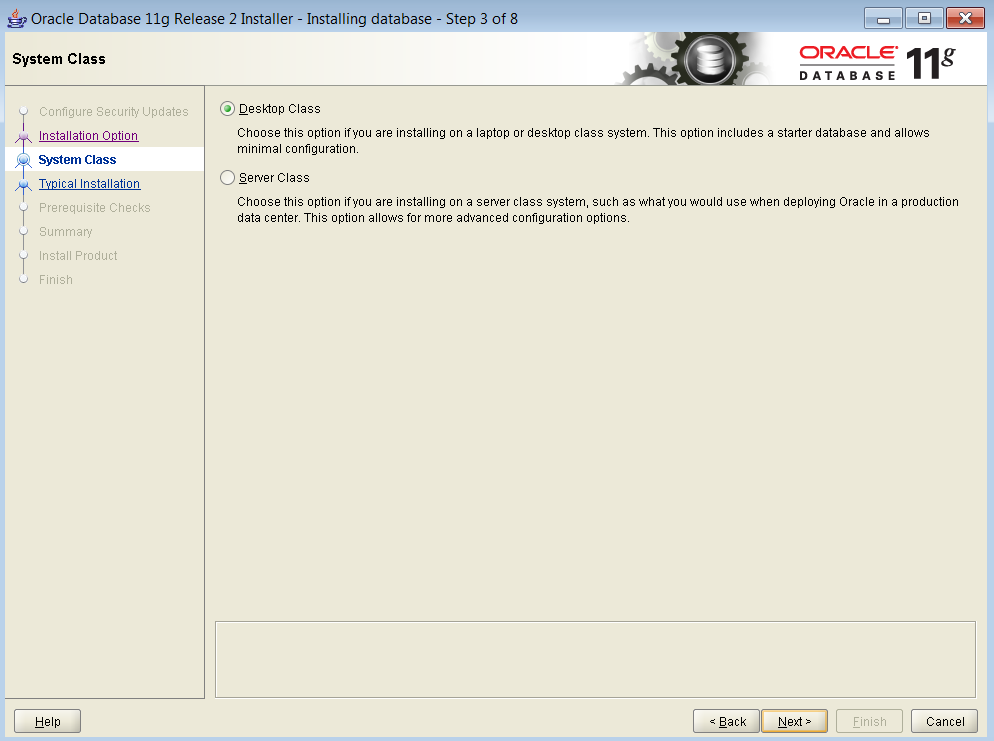 Oracle Database 11g Release 2 Installer - Installing database - Step 3 of 8
System Class
ORACLE
DATABASE
11g
Configure Security Updates
Installation Option
System Class
Typical Installation
Prerequisite Checks
Summary
Install Product
Finish
Desktop Class
Choose this option if you are installing on a laptop or desktop class system. This option includes a starter database and allows
minimal configuration.
Server Class
Choose this option if you are installing on a server class system, such as what you would use when deploying Oracle in a production
data center. This option allows for more advanced configuration options.
Help
< Back
Next >
Finish
Cancel